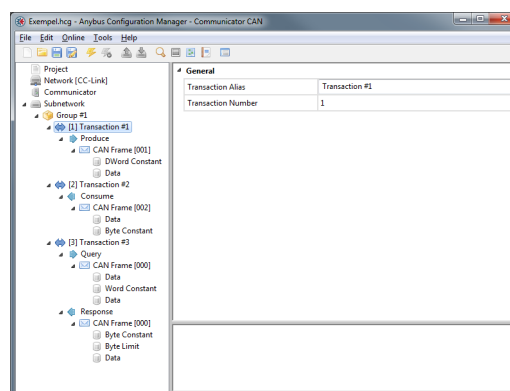 Exempel.hcg - Anybus Configuration Manager - Communicator CAN
File Edit Online Tools Help
Project
Network [CC-Link]
Communicator
Subnetwork
Group #1
[1] Transaction #1
Produce
CAN Frame [001]
DWord Constant
Data
[2] Transaction #2
Consume
CAN Frame [002]
Data
Byte Constant
[3] Transaction #3
Query
CAN Frame [000]
Data
Word Constant
Data
Response
CAN Frame [000]
Byte Constant
Byte Limit
Data
General
Transaction Alias Transaction #1
Transaction Number 1